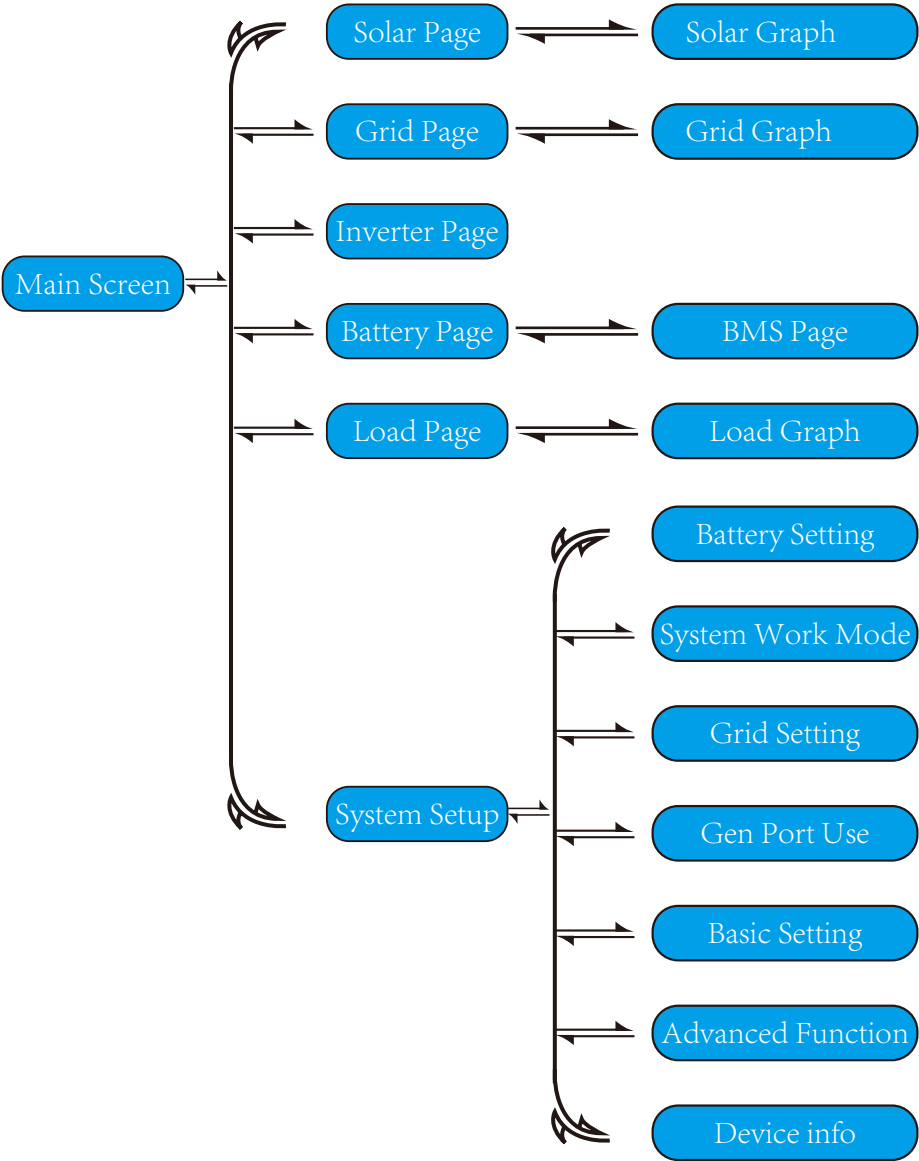 Solar Page
Solar Graph
Grid Page
Grid Graph
Inverter Page
Main Screen
Battery Page
BMS Page
Load Page
Load Graph
Battery Setting
System Work Mode
Grid Setting
System Setup
Gen Port Use
Basic Setting
Advanced Function
Device info